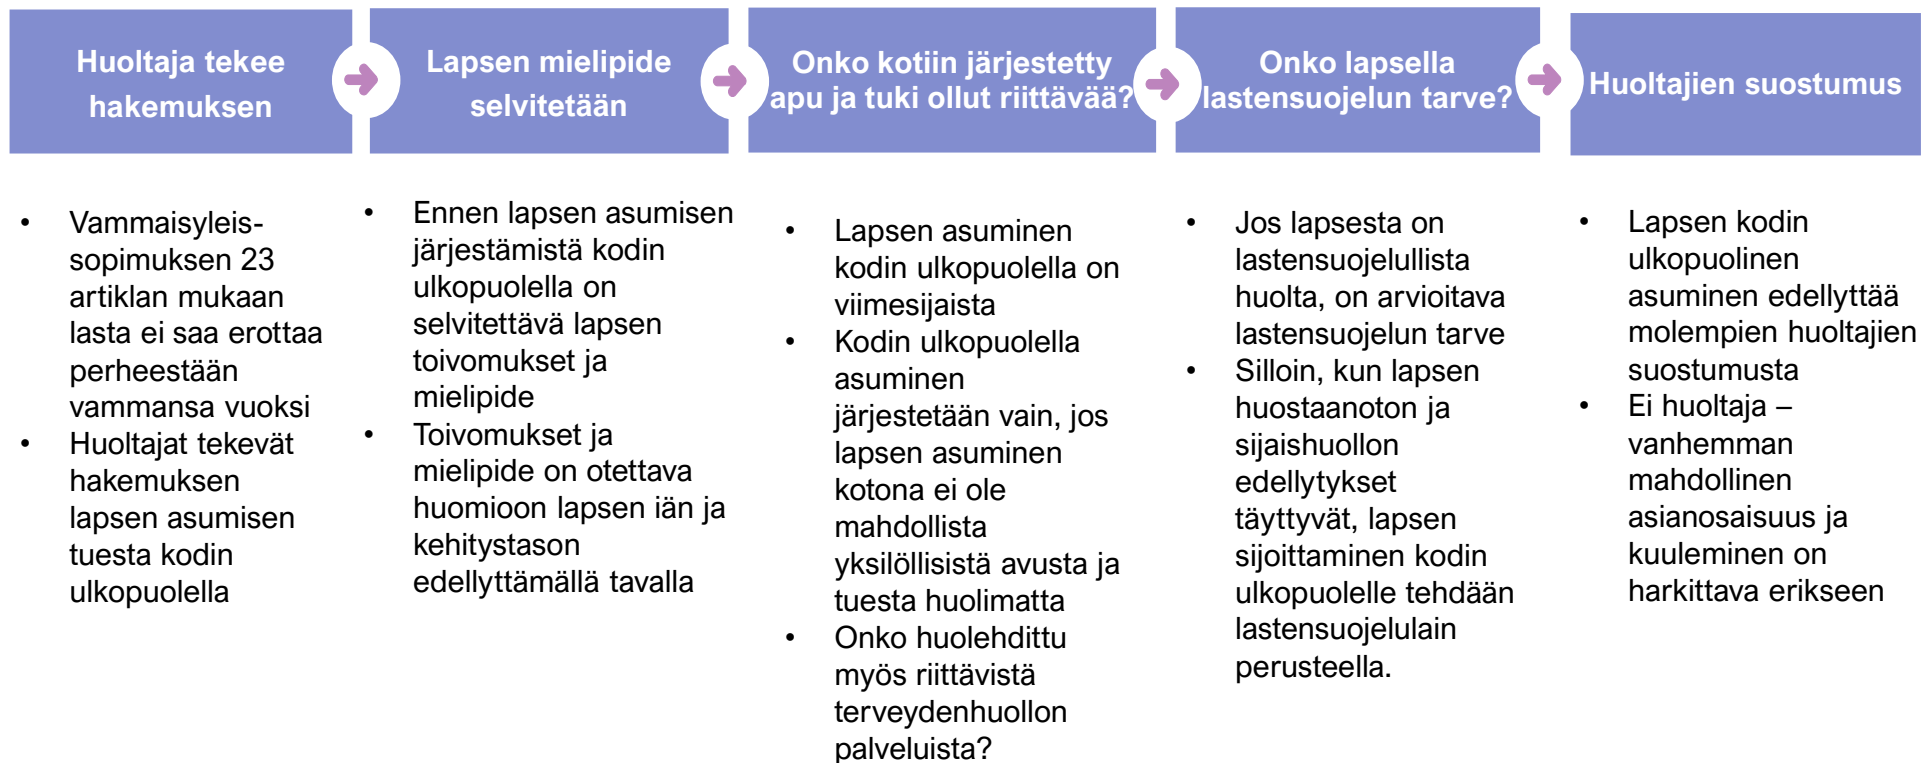 Huoltaja tekee
hakemuksen
Lapsen mielipide
selvitetään
Onko kotiin järjestetty
apu ja tuki ollut riittävää?
Onko lapsella
lastensuojelun tarve?
Huoltajien suostumus
• Vammaisyleis-
sopimuksen 23
artiklan mukaan
lasta ei saa erottaa
perheestään
vammansa vuoksi
• Huoltajat tekevät
hakemuksen
lapsen asumisen
tuesta kodin
ulkopuolella
• Ennen lapsen asumisen
järjestämistä kodin
ulkopuolella on
selvitettävä lapsen
toivomukset ja
mielipide
• Toivomukset ja
mielipide on otettava
huomioon lapsen iän ja
kehitystason
edellyttämällä tavalla
• Lapsen asuminen
kodin ulkopuolella on
viimesijaista
• Kodin ulkopuolella
asuminen
järjestetään vain, jos
lapsen asuminen
kotona ei ole
mahdollista
yksilöllisistä avusta ja
tuesta huolimatta
• Onko huolehdittu
myös riittävistä
terveydenhuollon
palveluista?
• Jos lapsesta on
lastensuojelullista
huolta, on arvioitava
lastensuojelun tarve
• Silloin, kun lapsen
huostaanoton ja
sijaishuollon
edellytykset
täyttyvät, lapsen
sijoittaminen kodin
ulkopuolelle tehdään
lastensuojelulain
perusteella.
• Lapsen kodin
ulkopuolinen
asuminen edellyttää
molempien huoltajien
suostumusta
• Ei huoltaja –
vanhemman
mahdollinen
asianosaisuus ja
kuuleminen on
harkittava erikseen